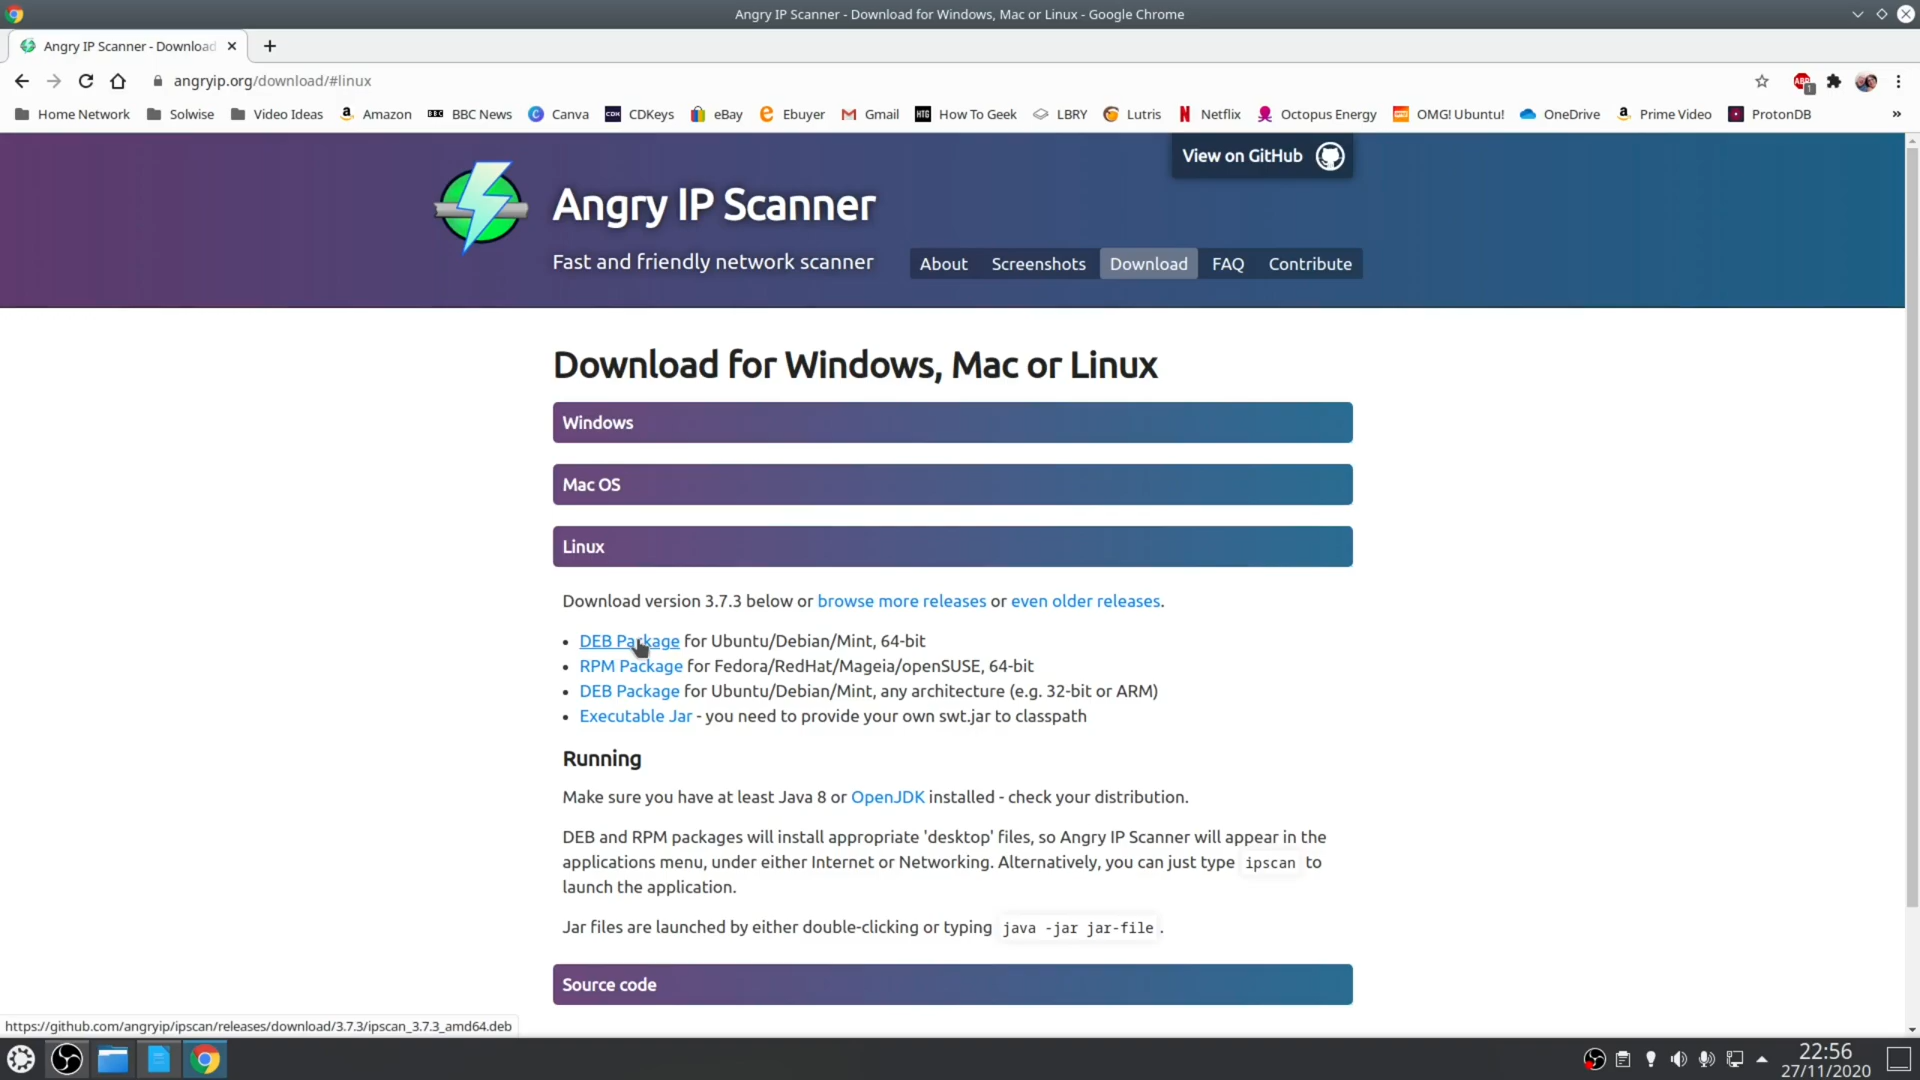 Angry IP Scanner - Download for Windows, Mac or Linux - Google Chrome
Angry IP Scanner - Download
angryip.org/download/#linux
ABP 1
Home Network Solwise Video Ideas Amazon BBC News Canva CDKeys eBay Ebuyer Gmail How To Geek LBRY Lutris Netflix Octopus Energy OMG! Ubuntu! OneDrive Prime Video ProtonDB »
View on GitHub
Angry IP Scanner
Fast and friendly network scanner
About Screenshots Download FAQ Contribute
Download for Windows, Mac or Linux
Windows
Mac OS
Linux
Download version 3.7.3 below or browse more releases or even older releases.
• DEB Package for Ubuntu/Debian/Mint, 64-bit
• RPM Package for Fedora/RedHat/Mageia/openSUSE, 64-bit
• DEB Package for Ubuntu/Debian/Mint, any architecture (e.g. 32-bit or ARM)
• Executable Jar - you need to provide your own swt.jar to classpath
Running
Make sure you have at least Java 8 or OpenJDK installed - check your distribution.
DEB and RPM packages will install appropriate 'desktop' files, so Angry IP Scanner will appear in the
applications menu, under either Internet or Networking. Alternatively, you can just type ipscan to
launch the application.
Jar files are launched by either double-clicking or typing java -jar jar-file.
Source code
https://github.com/angryip/ipscan/releases/download/3.7.3/ipscan_3.7.3_amd64.deb
22:56
27/11/2020